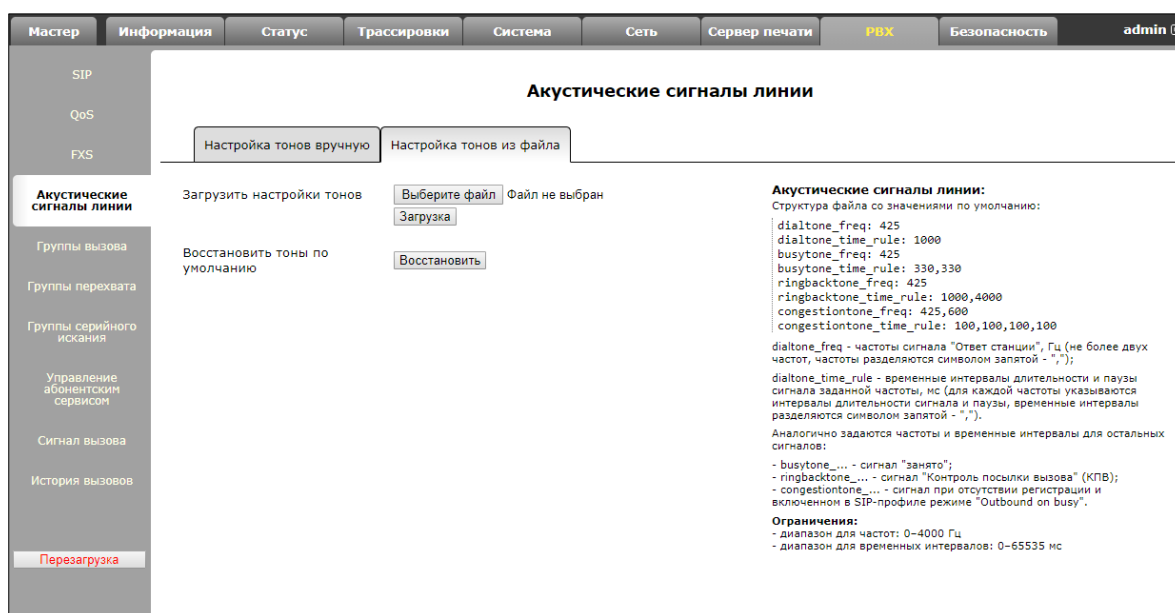 Мастер Информация Статус Трассировки Система Сеть Сервер печати PBX Безопасность admin
SIP
QoS
FXS
Акустические
сигналы линии
Группы вызова
Группы перехвата
Группы серийного
искания
Управление
абонентским
сервисом
Сигнал вызова
История вызовов
Перезагрузка
Акустические сигналы линии
Настройка тонов вручную Настройка тонов из файла
Загрузить настройки тонов Выберите файл Файл не выбран
Загрузка
Восстановить тоны по
умолчанию Восстановить
Акустические сигналы линии:
Структура файла со значениями по умолчанию:
dialtone_freq: 425
dialtone_time_rule: 1000
busytone_freq: 425
busytone_time_rule: 330,330
ringbacktone_freq: 425
ringbacktone_time_rule: 1000,4000
congestiontone_freq: 425,600
congestiontone_time_rule: 100,100,100,100
dialtone_freq - частоты сигнала "Ответ станции", Гц (не более двух
частот, частоты разделяются символом запятой - ",");
dialtone_time_rule - временные интервалы длительности и паузы
сигнала заданной частоты, мс (для каждой частоты указываются
интервалы длительности сигнала и паузы, временные интервалы
разделяются символом запятой - ",").
Аналогично задаются частоты и временные интервалы для остальных
сигналов:
- busytone_... - сигнал "занято";
- ringbacktone_... - сигнал "Контроль посылки вызова" (КПВ);
- congestiontone_... - сигнал при отсутствии регистрации и
включенном в SIP-профиле режиме "Outbound on busy".
Ограничения:
- диапазон для частот: 0–4000 Гц
- диапазон для временных интервалов: 0–65535 мс